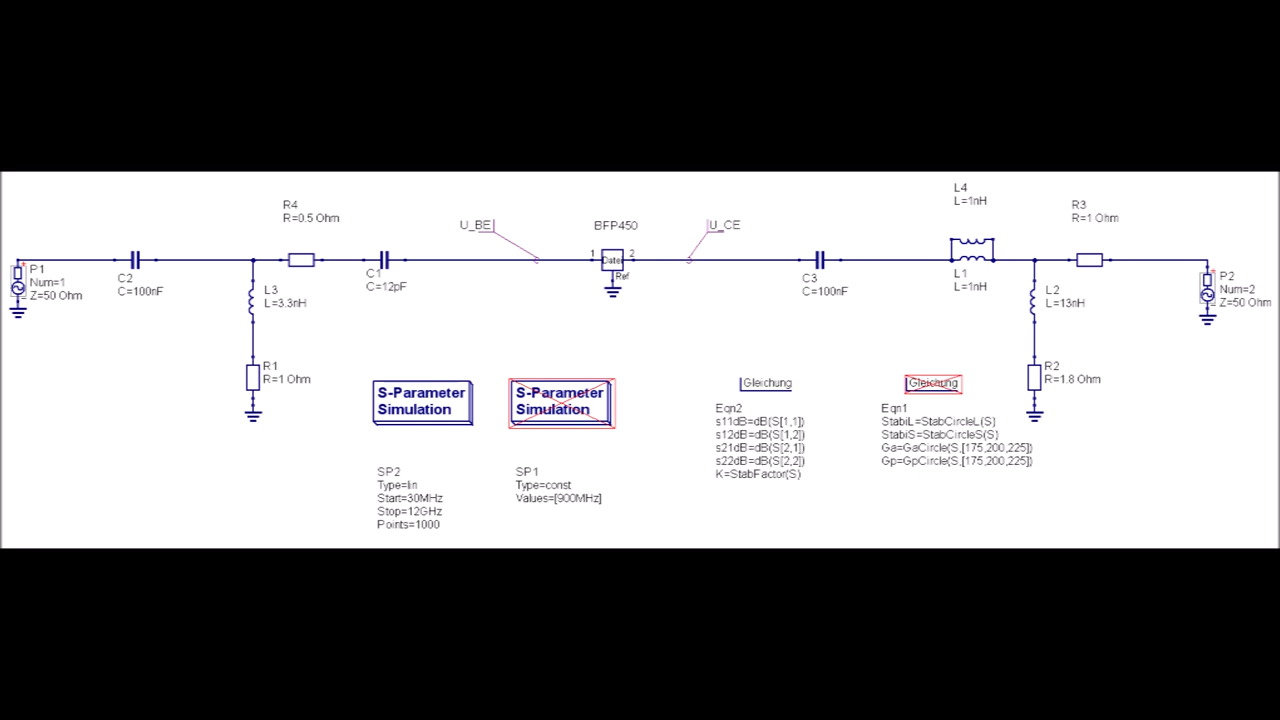 L4
L=1nH
R4
R=0.5 Ohm
R3
R=1 Ohm
U_BE
BFP450
U_CE
1
2
Datei
Ref
P1
Num=1
Z=50 Ohm
C2
C=100nF
L3
L=3.3nH
C1
C=12pF
C3
C=100nF
L1
L=1nH
L2
L=13nH
P2
Num=2
Z=50 Ohm
R1
R=1 Ohm
R2
R=1.8 Ohm
S-Parameter
Simulation
S-Parameter
Simulation
Gleichung
Gleichung
SP2
Type=lin
Start=30MHz
Stop=12GHz
Points=1000
SP1
Type=const
Values=[900MHz]
Eqn2
s11dB=dB(S[1,1])
s12dB=dB(S[1,2])
s21dB=dB(S[2,1])
s22dB=dB(S[2,2])
K=StabFactor(S)
Eqn1
StabiL=StabCircleL(S)
StabiS=StabCircleS(S)
Ga=GaCircle(S,[175,200,225])
Gp=GpCircle(S,[175,200,225])